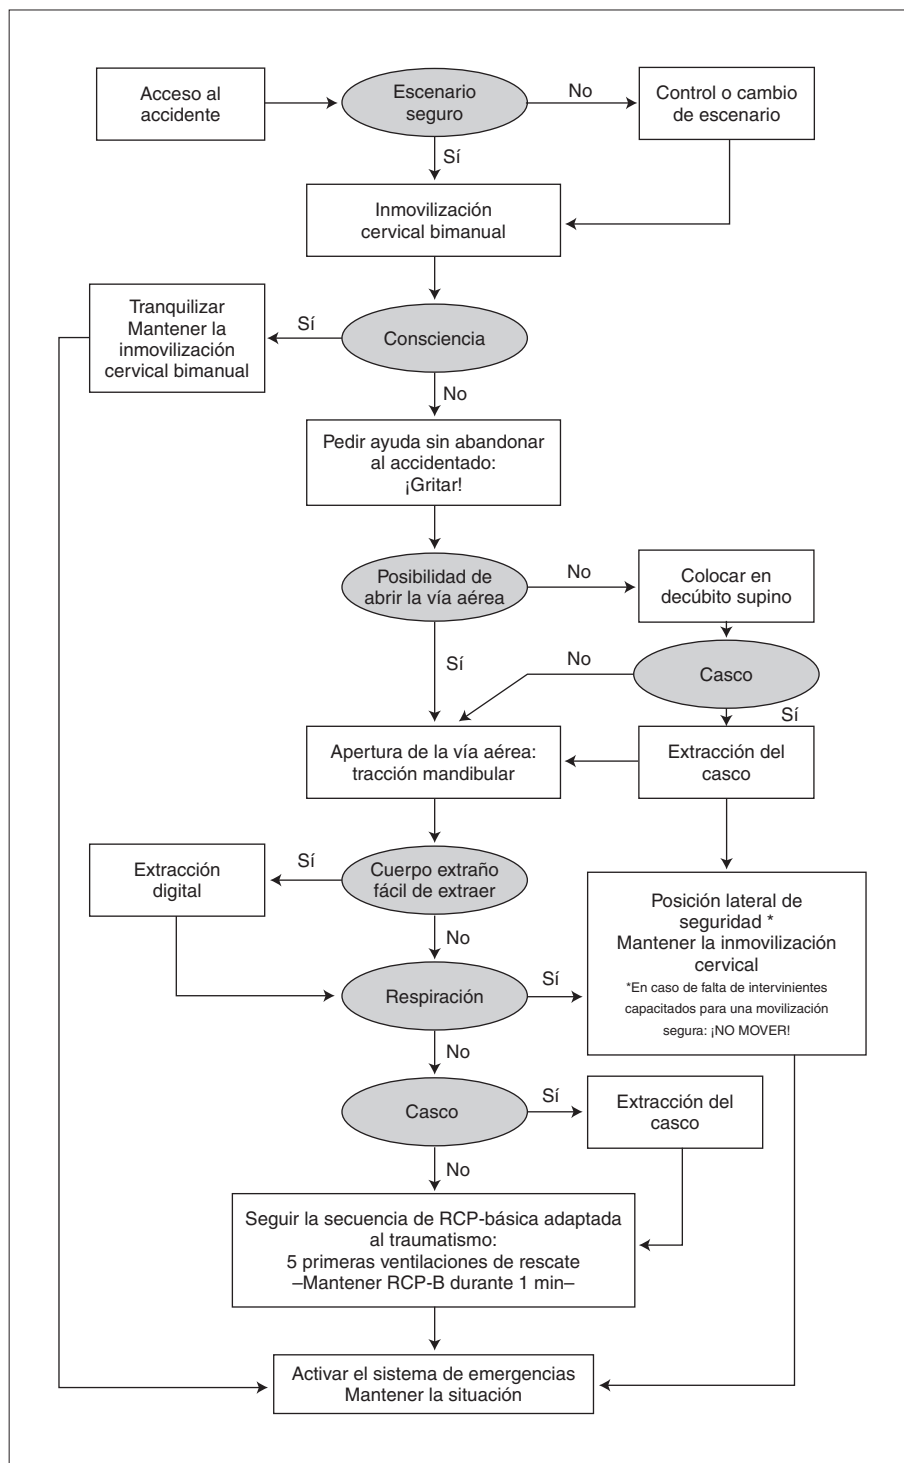 Acceso al
accidente
Escenario
seguro
No
Control o cambio
de escenario
Sí
Inmovilización
cervical bimanual
Tranquilizar
Mantener la
inmovilización
cervical bimanual
Sí
Consciencia
No
Pedir ayuda sin abandonar
al accidentado:
¡Gritar!
Posibilidad de
abrir la vía aérea
No
Colocar en
decúbito supino
Sí
No
Casco
Sí
Apertura de la vía aérea:
tracción mandibular
Extracción del
casco
Extracción
digital
Sí
Cuerpo extraño
fácil de extraer
No
Posición lateral de
seguridad *
Mantener la inmovilización
cervical
*En caso de falta de intervinientes
capacitados para una movilización
segura: ¡NO MOVER!
Respiración
Sí
No
Casco
Sí
Extracción del
casco
No
Seguir la secuencia de RCP-básica adaptada
al traumatismo:
5 primeras ventilaciones de rescate
–Mantener RCP-B durante 1 min–
Activar el sistema de emergencias
Mantener la situación